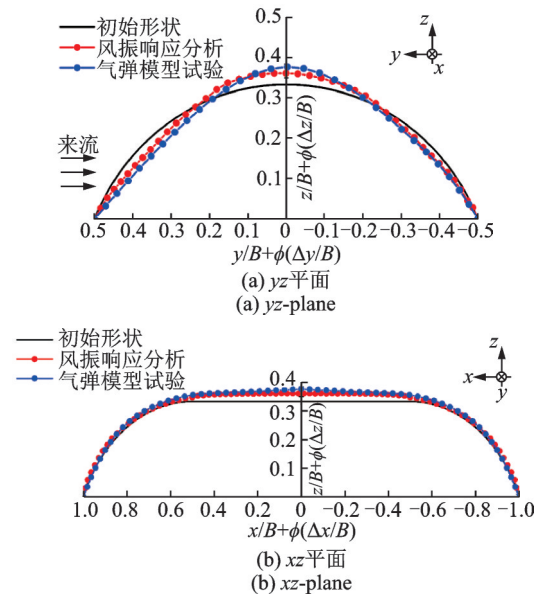 初始形状
风振响应分析
气弹模型试验
来流
0.5
0.4
0.3
0.2
0.1
z/B+ϕ(Δz/B)
z
y
x
0.5 0.4 0.3 0.2 0.1 0 −0.1 −0.2 −0.3 −0.4 −0.5
y/B+ϕ(Δy/B)
(a) yz平面
(a) yz-plane
初始形状
风振响应分析
气弹模型试验
0.4
0.3
0.2
0.1
z/B+ϕ(Δz/B)
z
x
y
1.0 0.8 0.6 0.4 0.2 0 −0.2 −0.4 −0.6 −0.8 −1.0
x/B+ϕ(Δx/B)
(b) xz平面
(b) xz-plane